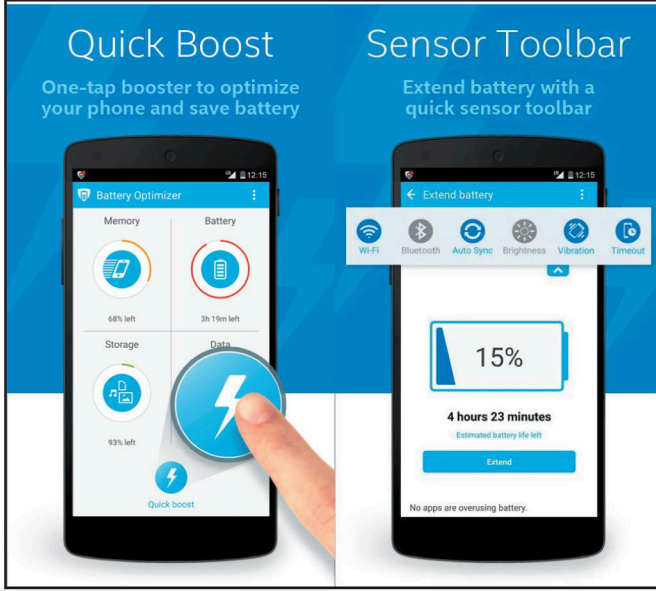 Quick Boost
One-tap booster to optimize
your phone and save battery
12:15
Battery Optimizer
Memory
Battery
68% left
3h 19m left
Storage
Data
93% left
Quick boost
Sensor Toolbar
Extend battery with a
quick sensor toolbar
12:15
Extend battery
Wi-Fi
Bluetooth
Auto Sync
Brightness
Vibration
Timeout
15%
4 hours 23 minutes
Estimated battery life left
Extend
No apps are overusing battery.